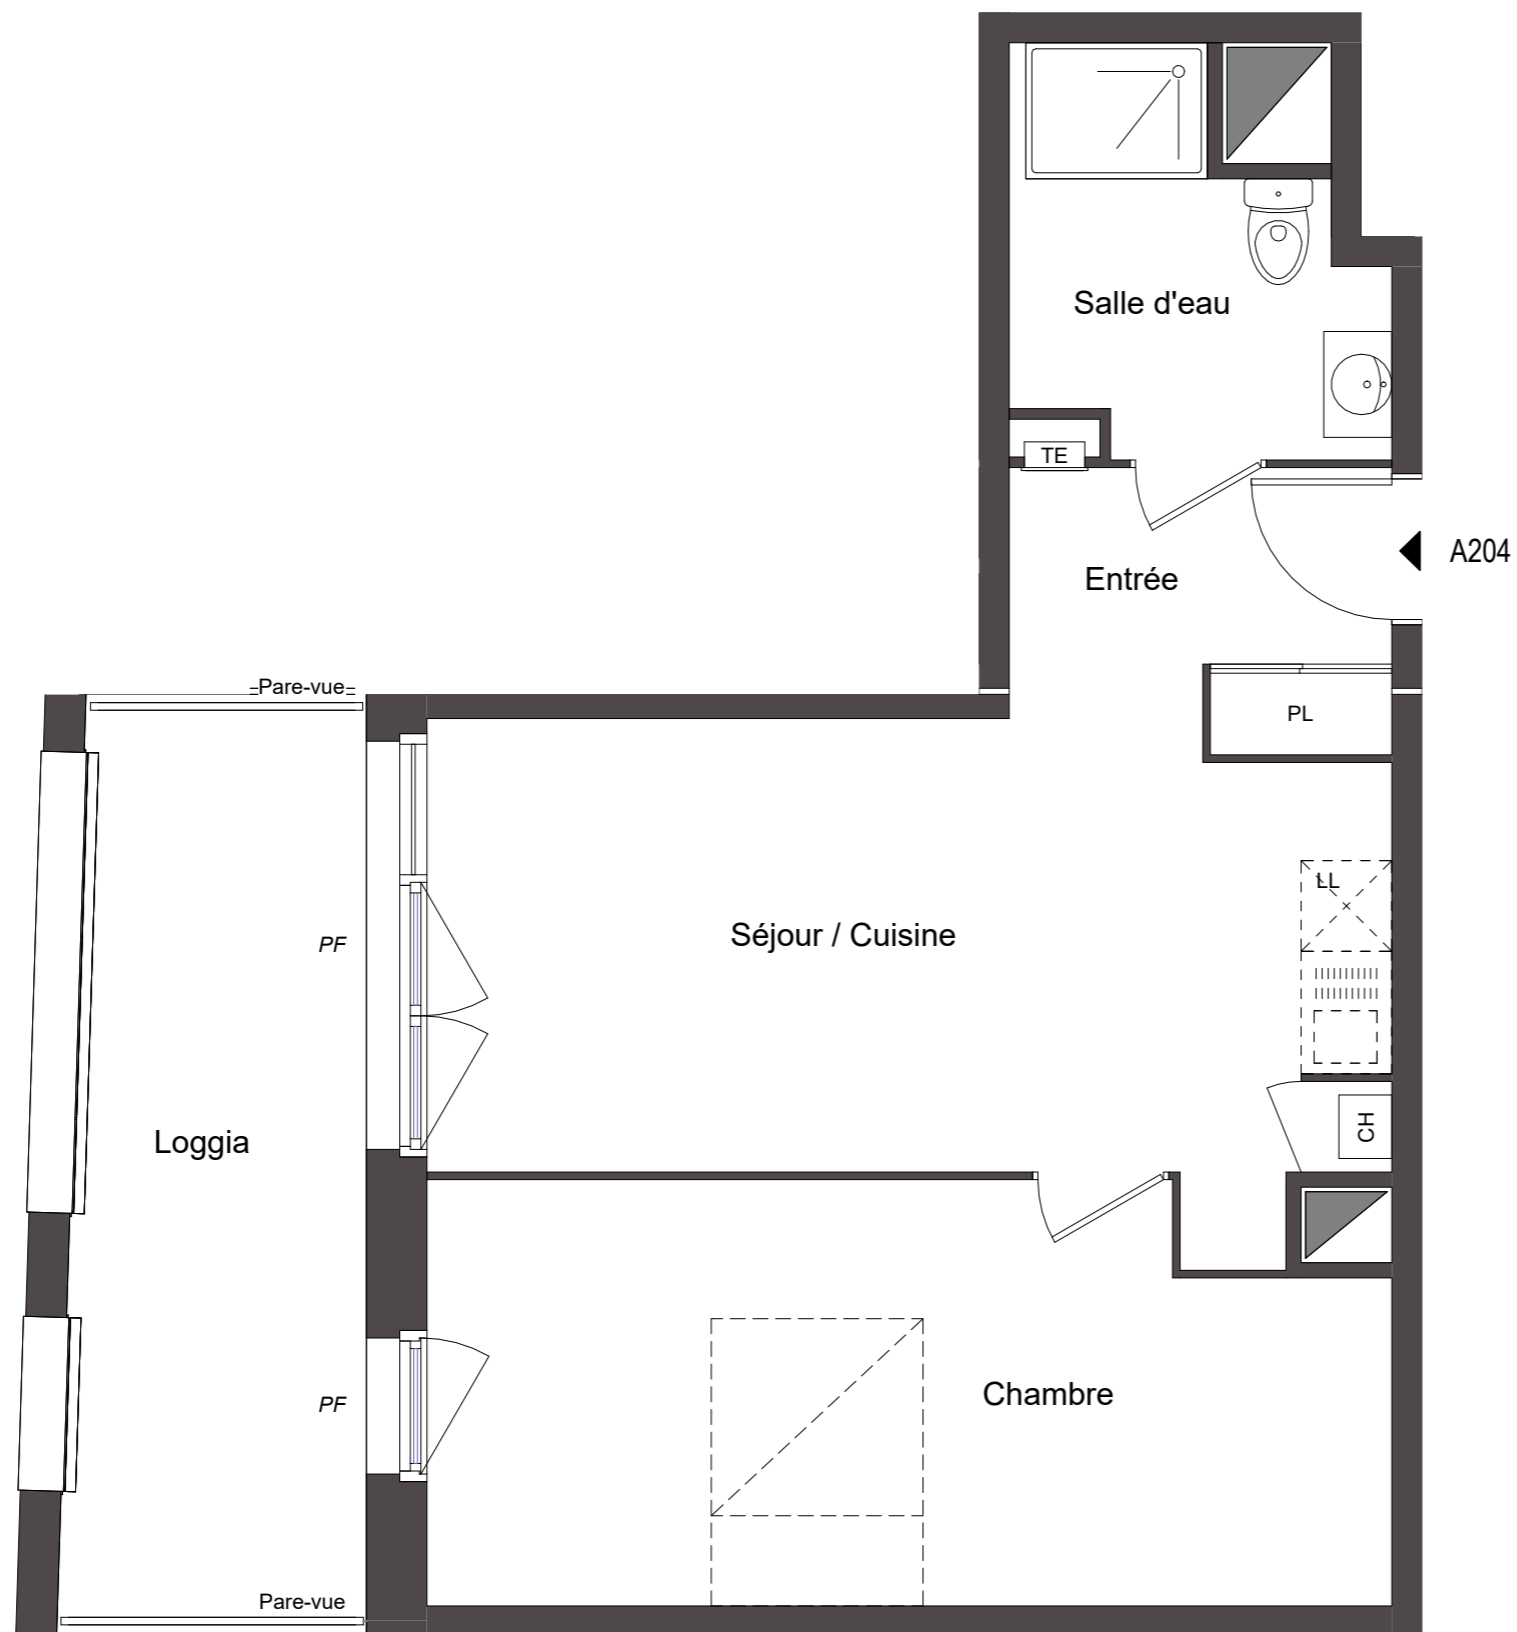 Salle d'eau
TE
A204
Entrée
Pare-vue
PL
LL
Séjour / Cuisine
PF
CH
Loggia
Chambre
PF
Pare-vue